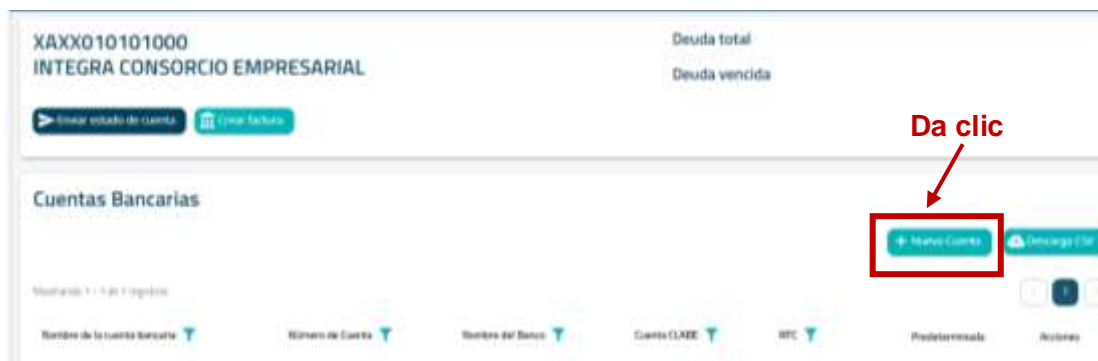 XAXX010101000
INTEGRA CONSORCIO EMPRESARIAL
Deuda total
Deuda vencida
Enviar estado de cuenta
Crear factura
Da clic
Cuentas Bancarias
+ Nueva Cuenta
Descarga CSV
Mostrando 1 - 1 de 1 registros
1
Nombre de la cuenta bancaria
Número de Cuenta
Nombre del Banco
Cuenta CLABE
RFC
Predeterminada
Acciones